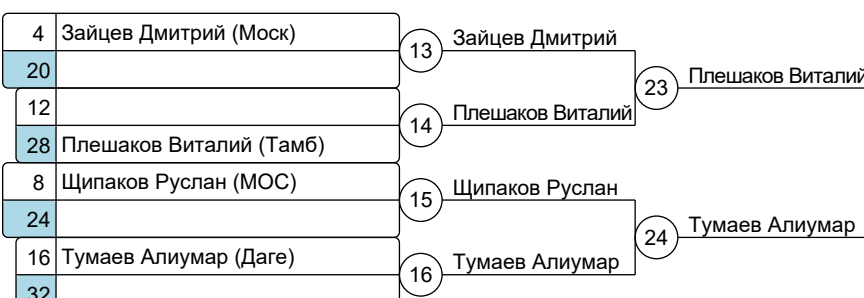 4 Зайцев Дмитрий (Моск)
13 Зайцев Дмитрий
20
23 Плешаков Виталий
12
14 Плешаков Виталий
28 Плешаков Виталий (Тамб)
8 Щипаков Руслан (МОС)
15 Щипаков Руслан
24
24 Тумаев Алиумар
16 Тумаев Алиумар (Даге)
16 Тумаев Алиумар
32